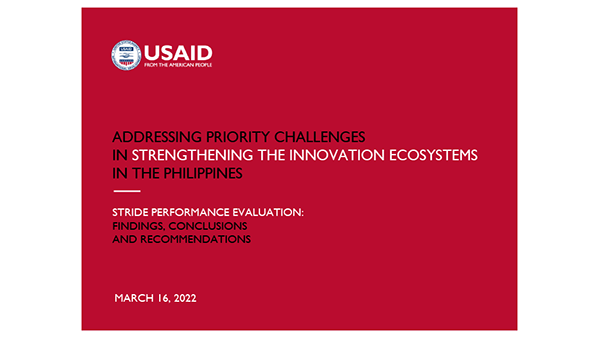 USAID
USAID
FROM THE AMERICAN PEOPLE
ADDRESSING PRIORITY CHALLENGES
IN STRENGTHENING THE INNOVATION ECOSYSTEMS
IN THE PHILIPPINES
STRIDE PERFORMANCE EVALUATION:
FINDINGS, CONCLUSIONS
AND RECOMMENDATIONS
MARCH 16, 2022